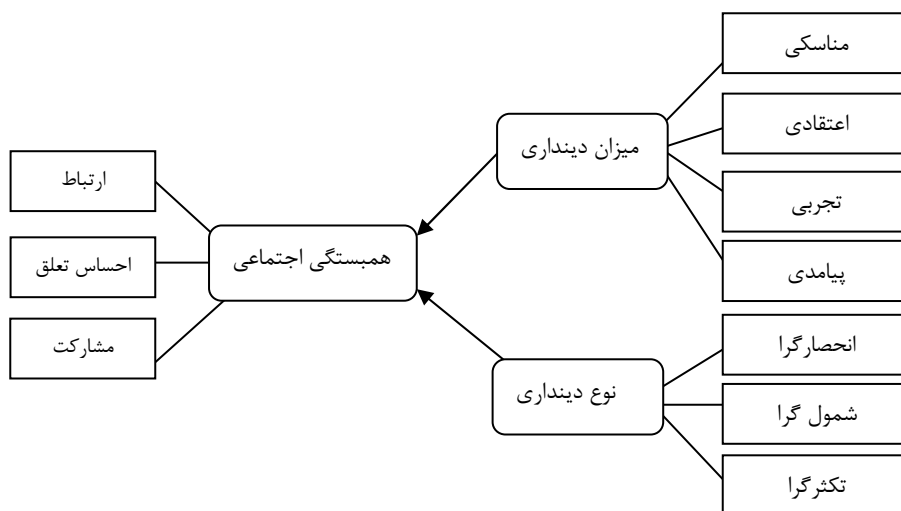 مناسکی
اعتقادی
تجربی
پیامدی
میزان دینداری
انحصارگرا
شمول گرا
تکثرگرا
نوع دینداری
همبستگی اجتماعی
ارتباط
احساس تعلق
مشارکت